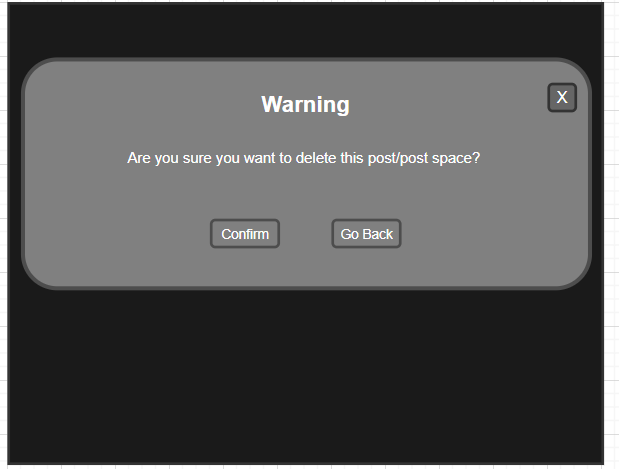 Warning
X
Are you sure you want to delete this post/post space?
Confirm
Go Back